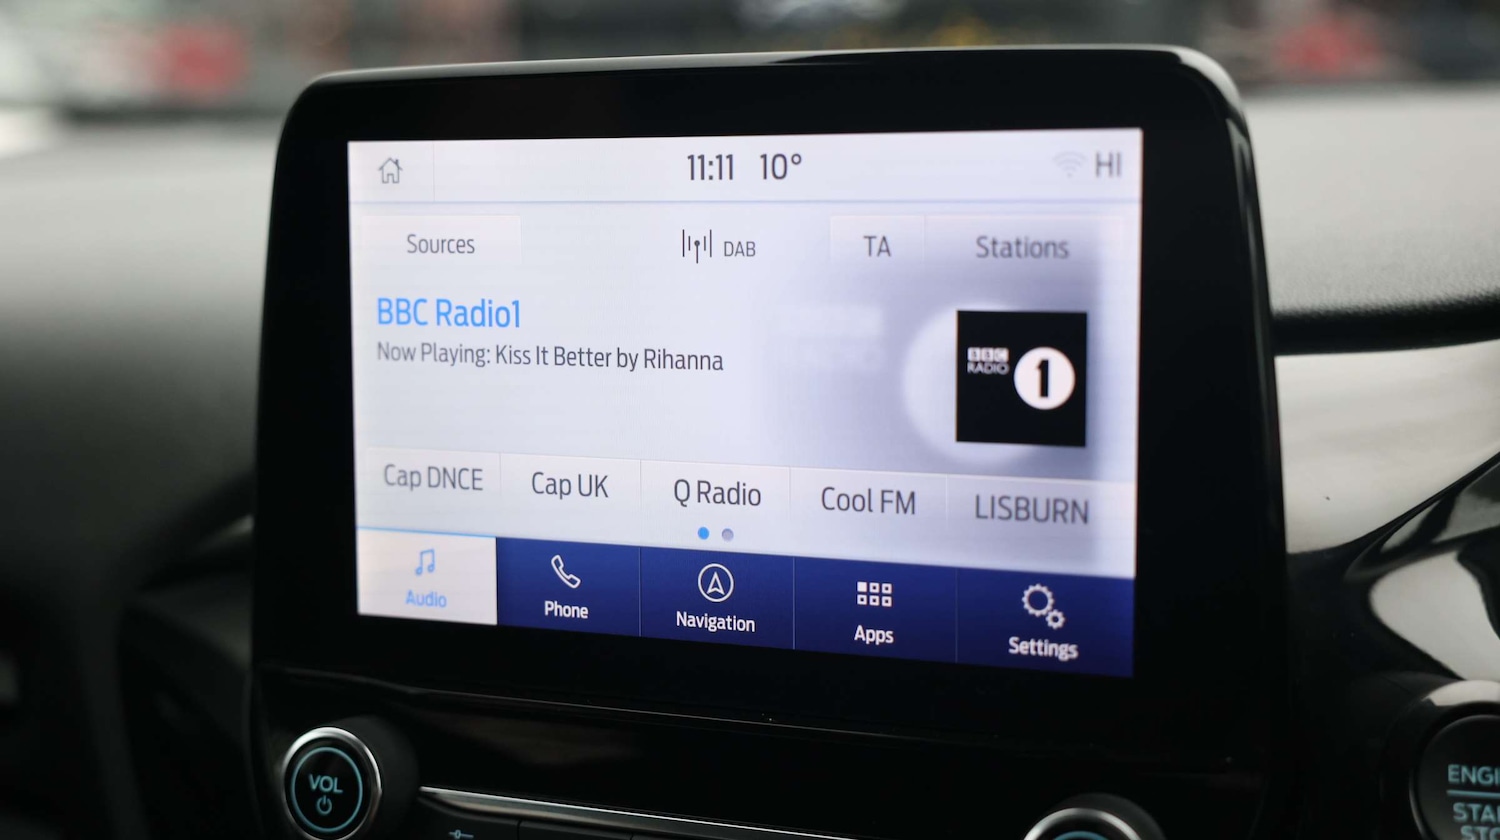 11:11 10° HI
Sources DAB TA Stations
BBC Radio1
Now Playing: Kiss It Better by Rihanna
BBC
RADIO 1
Cap DNCE Cap UK Q Radio Cool FM LISBURN
Audio Phone Navigation Apps Settings
VOL